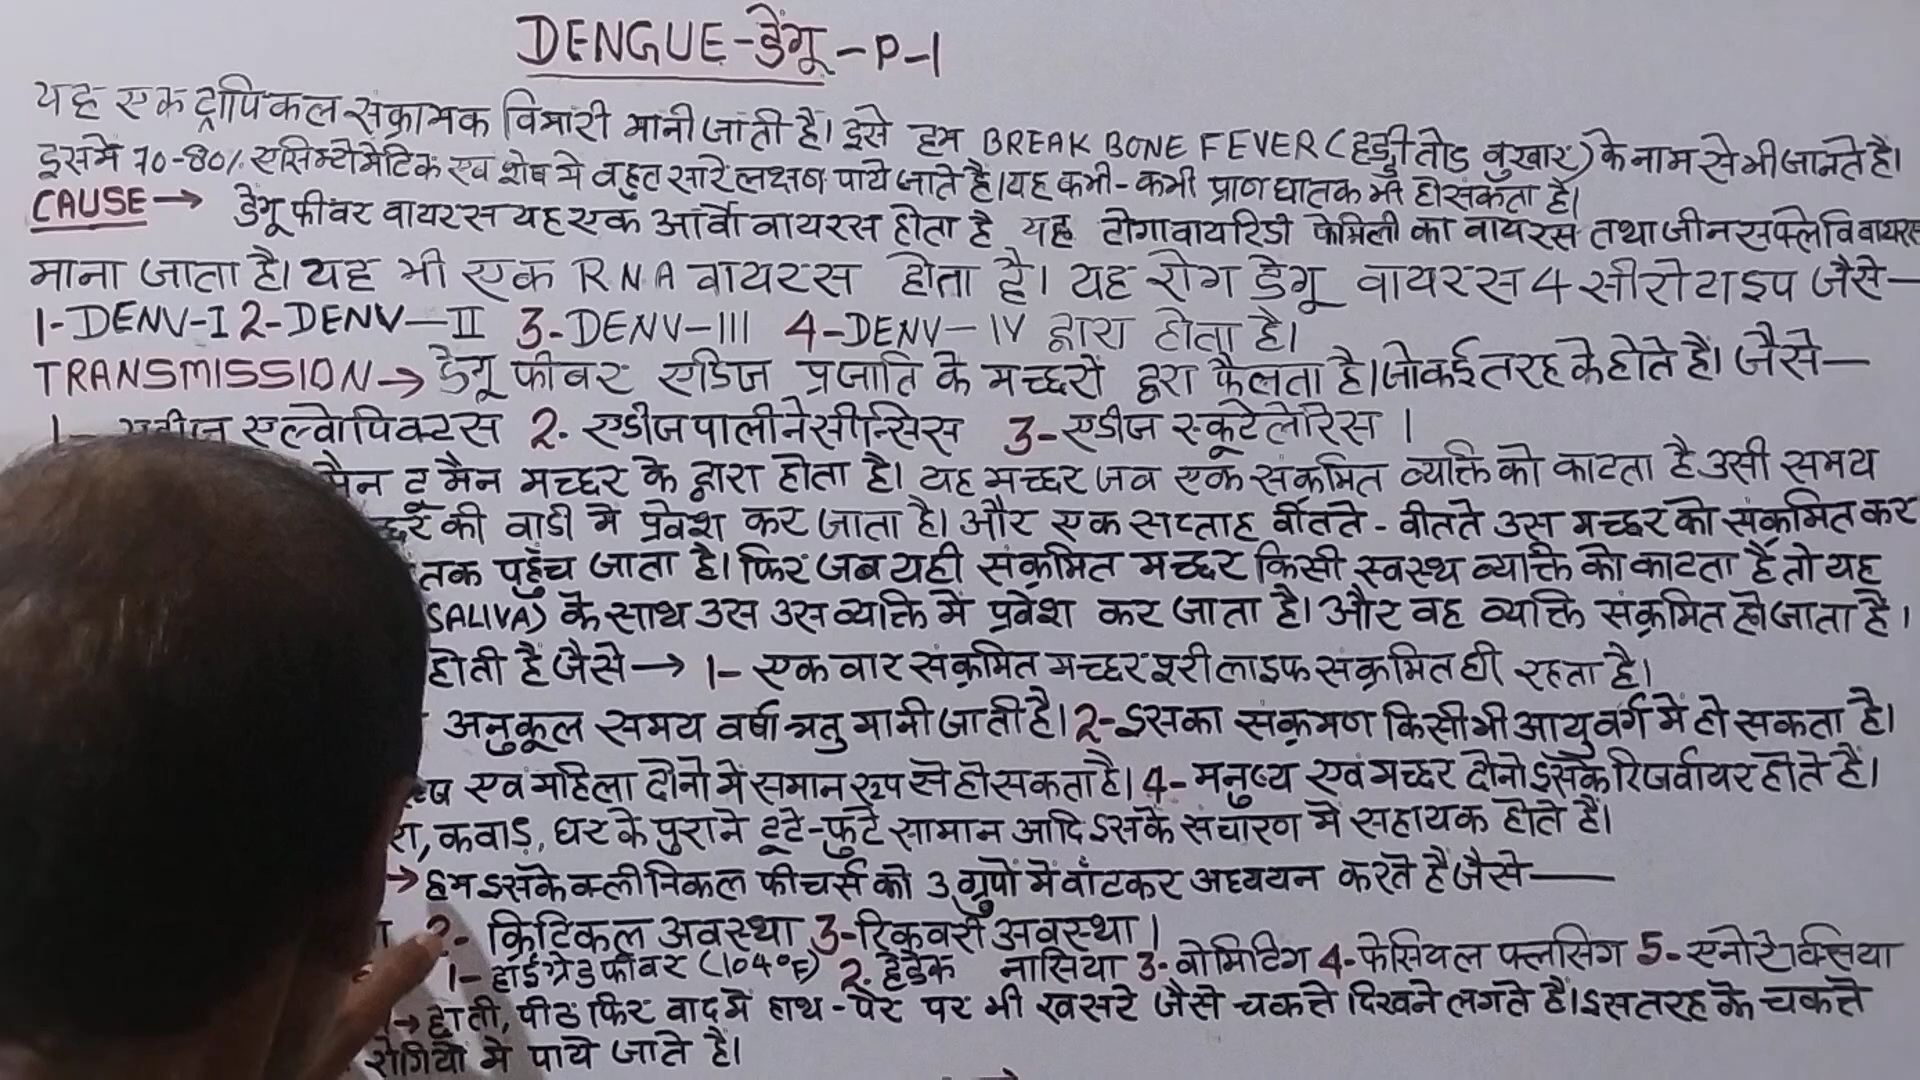 DENGUE-डेंगू-P-1
यह एक ट्रापिकल संक्रामक विमारी मानी जाती है। इसे हम BREAK BONE FEVER (हड्डी तोड वुखार) के नाम से भी जानते है।
इसमें 70-80% एसिम्टोमेटिक एवं शेष मे वहुत सारे लक्षण पाये जाते है। यह कभी-कभी प्राण घातक भी हो सकता है।
CAUSE→ डेंगू फीवर वायरस यह एक आर्वो वायरस होता है यह टोगावायरिडी फेमिली का वायरस तथा जीनस फ्लेविवायरस
माना जाता है। यह भी एक RNA वायरस होता है। यह रोग डेंगू वायरस 4 सीरोटाइप जैसे—
1-DENV-I 2-DENV—II 3-DENV-III 4-DENV-IV द्वारा होता है।
TRANSMISSION→ डेंगू फीवर एडिज प्रजाति के मच्छरों द्वरा फैलता है। जो कई तरह के होते है। जैसे—
1- एल्वोपिक्टस 2- एडीज पालीनेसीन्सिस 3-एडीज स्कूटेलेरिस ।
मैन टू मैन मच्छर के द्वारा होता है। यह मच्छर जव एक संक्रमित व्यक्ति को काटता है उसी समय
की वाडी मे प्रवेश कर जाता है। और एक सप्ताह वीतते-वीतते उस मच्छर को संक्रमित कर
तक पहुँच जाता है। फिर जब यही संक्रमित मच्छर किसी स्वस्थ व्यक्ति को काटता है तो यह
SALIVA) के साथ उस उस व्यक्ति में प्रवेश कर जाता है। और वह व्यक्ति संक्रमित हो जाता है।
होती है जैसे→ 1- एक वार संक्रमित मच्छर इरी लाइफ संक्रमित ही रहता है।
अनुकूल समय वर्षा ऋतु मानी जाती है। 2-इसका संक्रमण किसी भी आयु वर्ग में हो सकता है।
एवं महिला दोनो में समान रूप से हो सकता है। 4-मनुष्य एवं मच्छर दोनो इसके रिजर्वायर होते है।
, कवाड़, घर के पुराने टूटे-फुटे सामान आदि इसके संचारण में सहायक होते है।
→हम इसके क्लीनिकल फीचर्स को 3 ग्रुपो में वाँटकर अध्ययन करते है जैसे——
2- क्रिटिकल अवस्था 3-रिकवरी अवस्था।
1-हाई ग्रेड फीवर (104°F) 2-हैडेक नासिया 3-वोमिटिंग 4-फेसियल फ्लसिंग 5-एनोरेक्सिया
→छाती, पीठ फिर वाद में हाथ-पैर पर भी खसरे जैसे चकत्ते दिखने लगते है। इस तरह के चकत्ते
रोगियो में पाये जाते है।